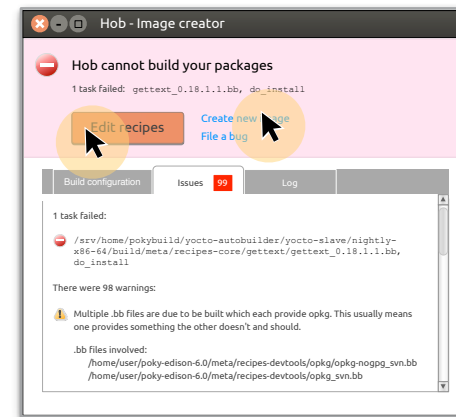 Hob - Image creator
Hob cannot build your packages
1 task failed: gettext_0.18.1.1.bb, do_install
Edit recipes
Create new image
File a bug
Build configuration
Issues 99
Log
1 task failed:
/srv/home/pokybuild/yocto-autobuilder/yocto-slave/nightly-
x86-64/build/meta/recipes-core/gettext/gettext_0.18.1.1.bb,
do_install
There were 98 warnings:
Multiple .bb files are due to be built which each provide opkg. This usually means
one provides something the other doesn't and should.
.bb files involved:
/home/user/poky-edison-6.0/meta/recipes-devtools/opkg/opkg-nogpg_svn.bb
/home/user/poky-edison-6.0/meta/recipes-devtools/opkg_svn.bb